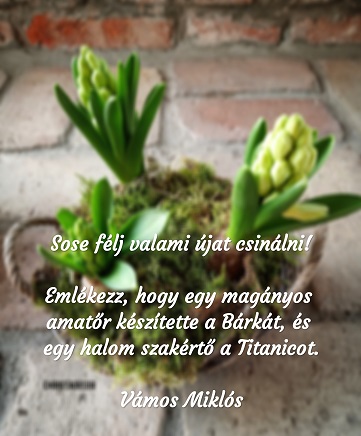 Sose félj valami újat csinálni!
Emlékezz, hogy egy magányos
amatőr készítette a Bárkát, és
egy halom szakértő a Titanicot.
Vámos Miklós